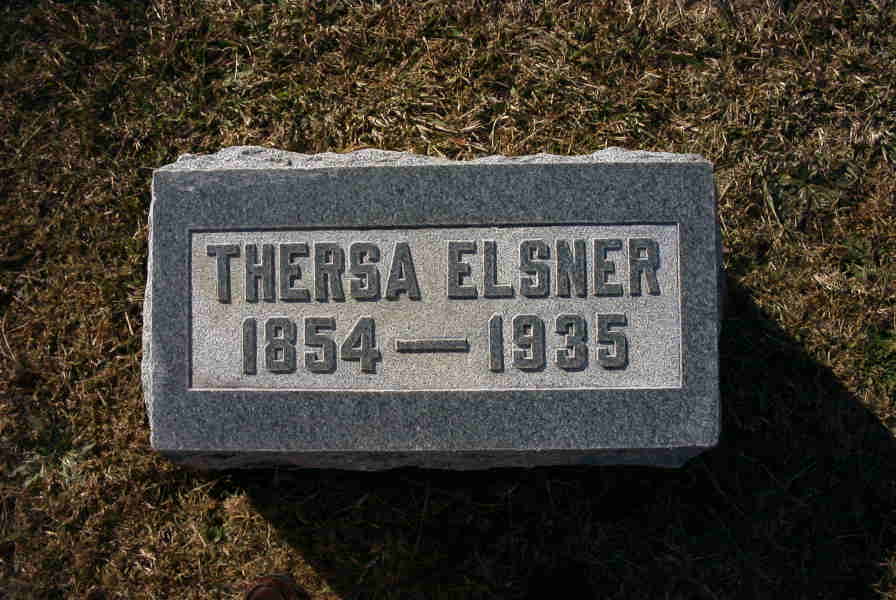 THERSA ELSNER
1854 — 1935